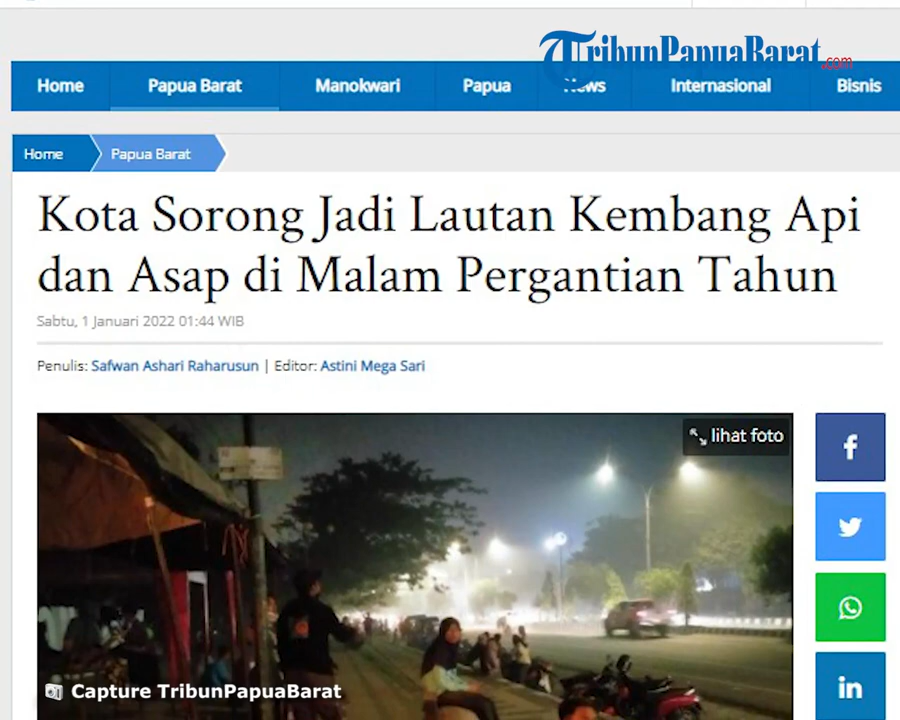 TribunPapuaBarat.com
Home Papua Barat Manokwari Papua News Internasional Bisnis
Home Papua Barat
Kota Sorong Jadi Lautan Kembang Api
dan Asap di Malam Pergantian Tahun
Sabtu, 1 Januari 2022 01:44 WIB
Penulis: Safwan Ashari Raharusun | Editor: Astini Mega Sari
lihat foto
f
in
Capture TribunPapuaBarat